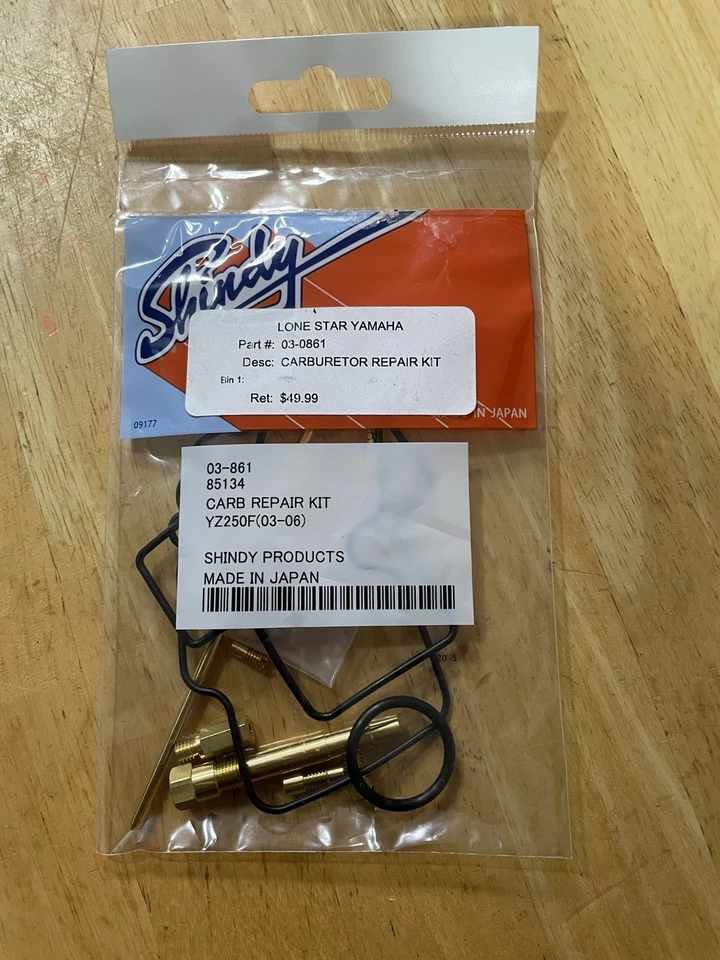 Shindy
LONE STAR YAMAHA
Part #: 03-0861
Desc: CARBURETOR REPAIR KIT
Bin 1:
Ret: $49.99
IN JAPAN
09177
03-861
85134
CARB REPAIR KIT
YZ250F(03-06)
SHINDY PRODUCTS
MADE IN JAPAN